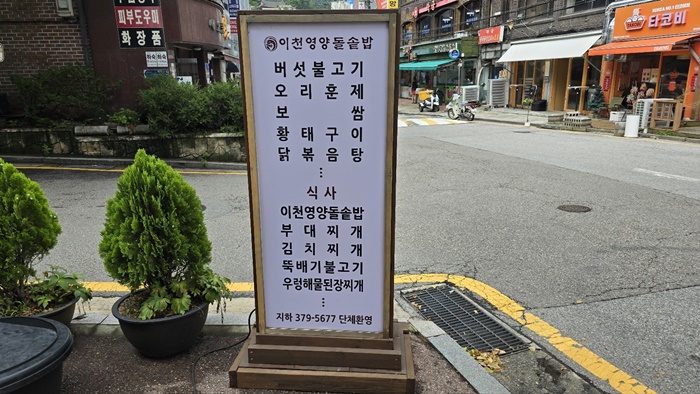 이천영양돌솥밥
버섯불고기
오리훈제
보쌈
황태구이
닭볶음탕
⋮
식사
이천영양돌솥밥
부대찌개
김치찌개
뚝배기불고기
우렁해물된장찌개
⋮
지하 379-5677 단체환영
피부도우미
화장품
타코비